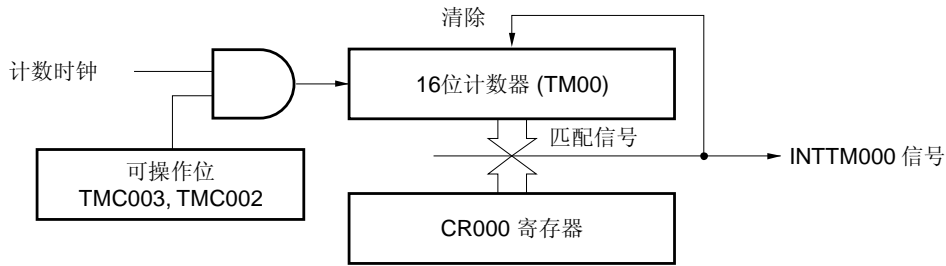 清除
计数时钟
16位计数器 (TM00)
匹配信号
INTTM000 信号
可操作位
TMC003, TMC002
CR000 寄存器